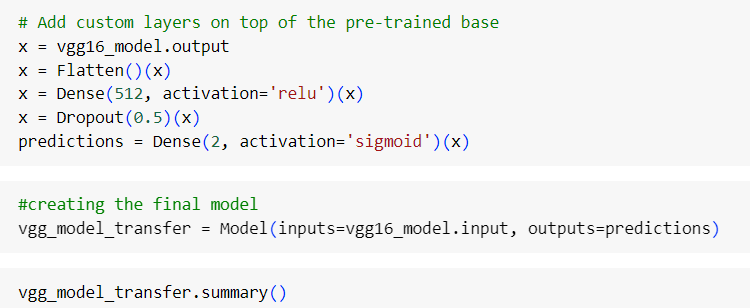 # Add custom layers on top of the pre-trained base
x = vgg16_model.output
x = Flatten()(x)
x = Dense(512, activation='relu')(x)
x = Dropout(0.5)(x)
predictions = Dense(2, activation='sigmoid')(x)
#creating the final model
vgg_model_transfer = Model(inputs=vgg16_model.input, outputs=predictions)
vgg_model_transfer.summary()